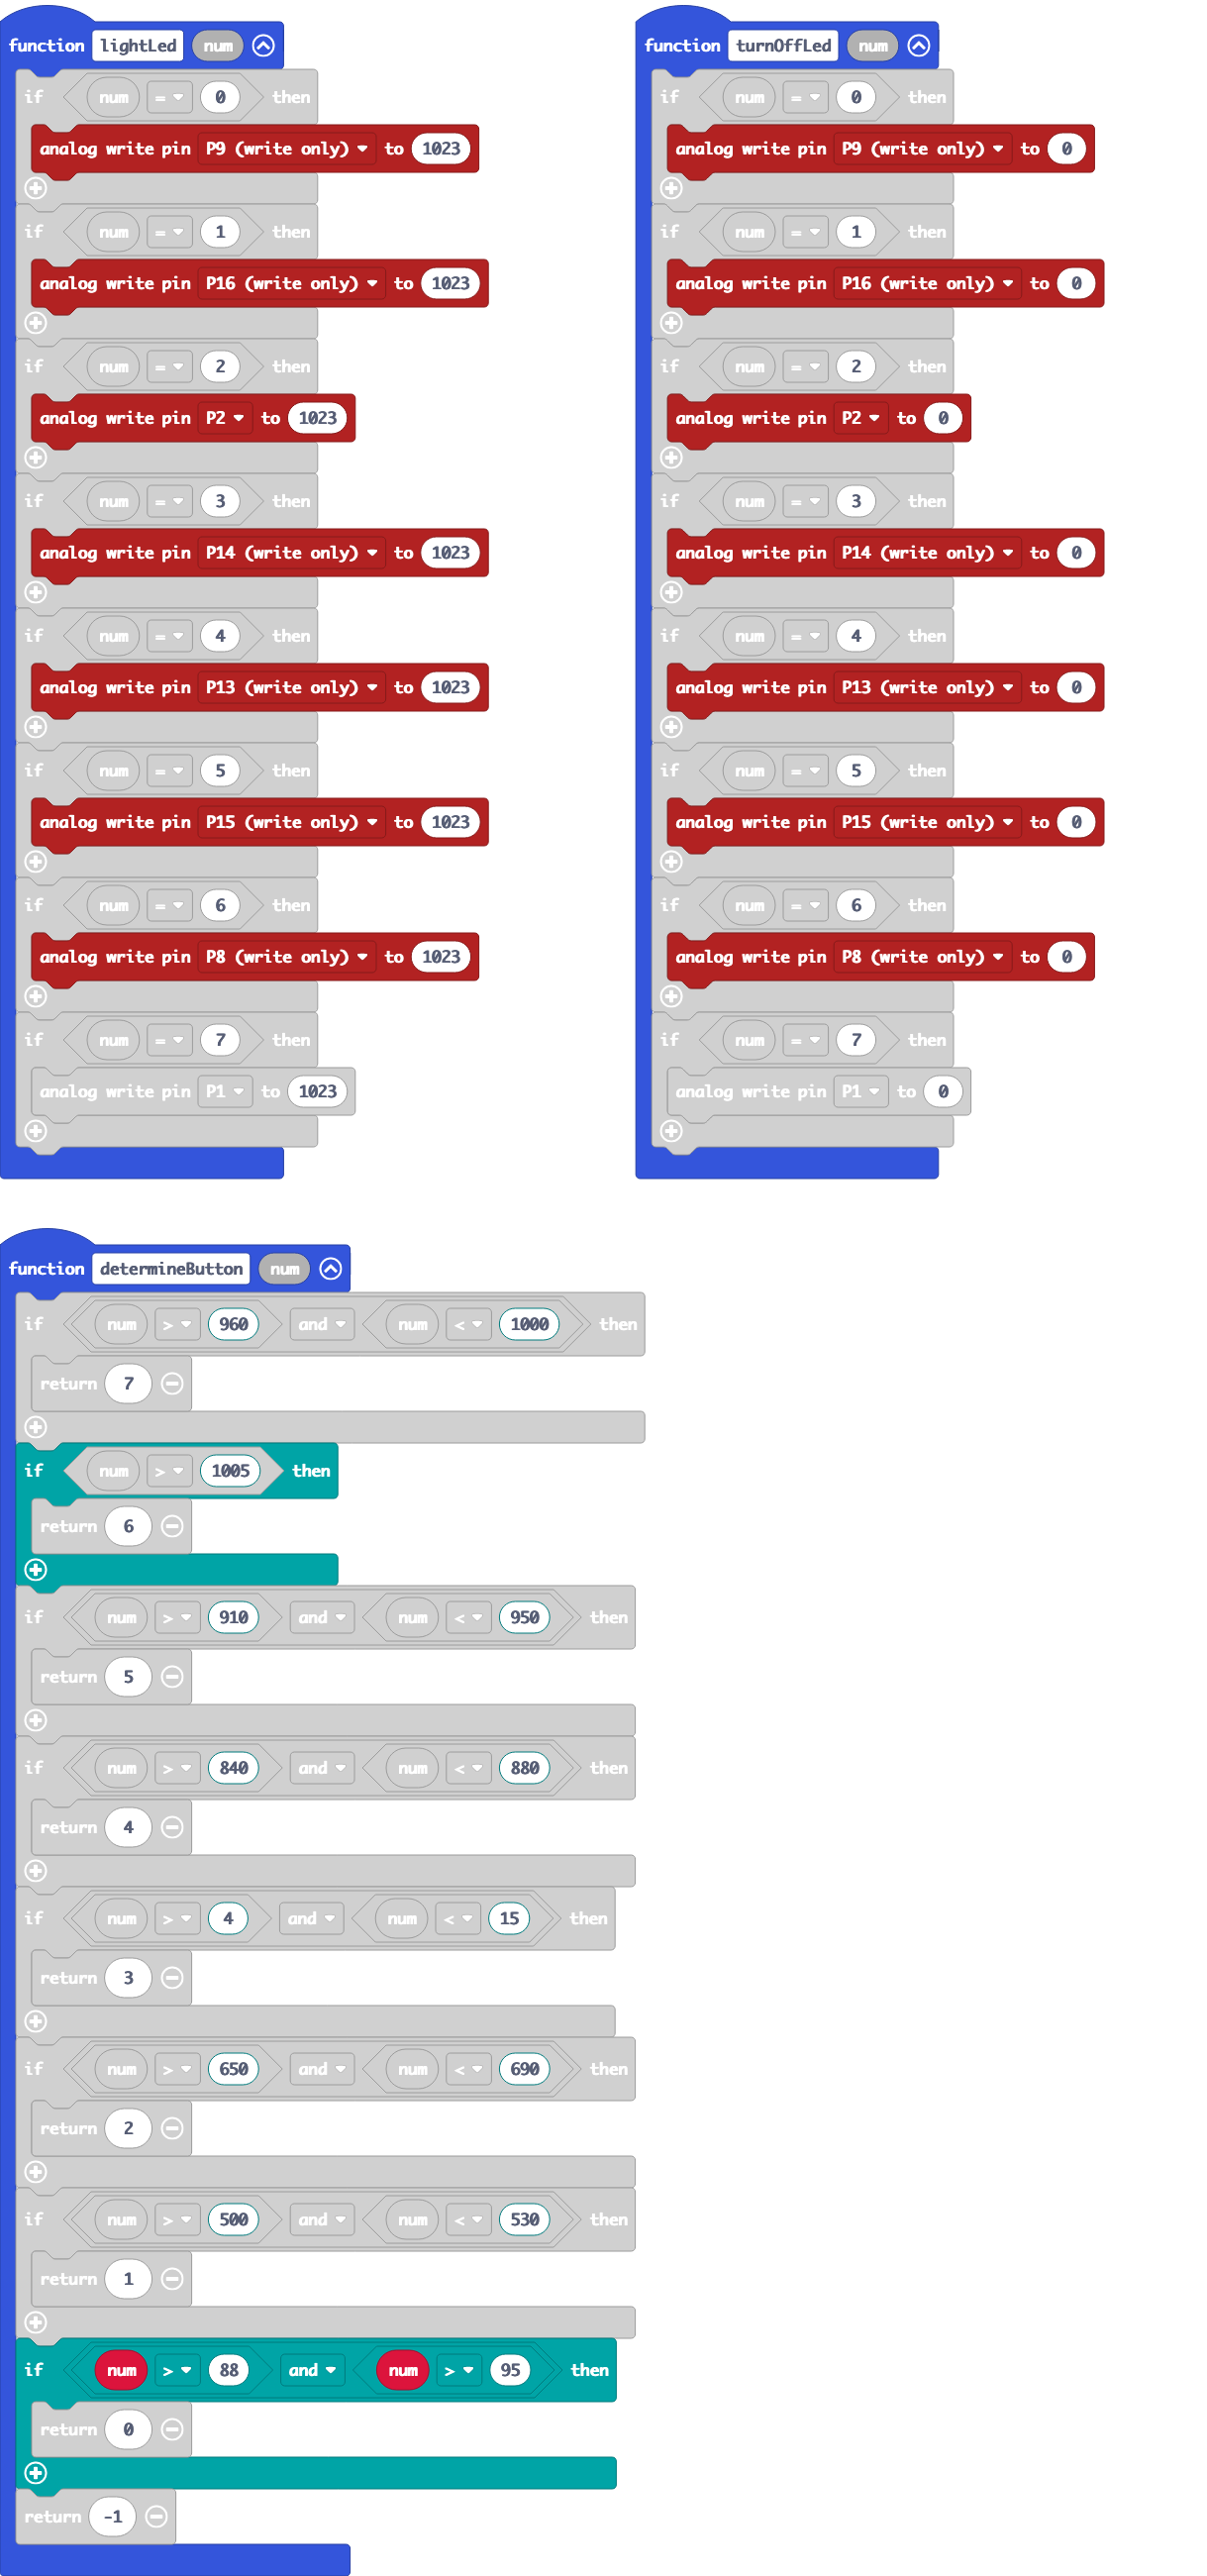 function lightLed num
if num = 0 then
analog write pin P9 (write only) to 1023
if num = 1 then
analog write pin P16 (write only) to 1023
if num = 2 then
analog write pin P2 to 1023
if num = 3 then
analog write pin P14 (write only) to 1023
if num = 4 then
analog write pin P13 (write only) to 1023
if num = 5 then
analog write pin P15 (write only) to 1023
if num = 6 then
analog write pin P8 (write only) to 1023
if num = 7 then
analog write pin P1 to 1023
function turnOffLed num
if num = 0 then
analog write pin P9 (write only) to 0
if num = 1 then
analog write pin P16 (write only) to 0
if num = 2 then
analog write pin P2 to 0
if num = 3 then
analog write pin P14 (write only) to 0
if num = 4 then
analog write pin P13 (write only) to 0
if num = 5 then
analog write pin P15 (write only) to 0
if num = 6 then
analog write pin P8 (write only) to 0
if num = 7 then
analog write pin P1 to 0
function determineButton num
if num > 960 and num < 1000 then
return 7
if num > 1005 then
return 6
if num > 910 and num < 950 then
return 5
if num > 840 and num < 880 then
return 4
if num > 4 and num < 15 then
return 3
if num > 650 and num < 690 then
return 2
if num > 500 and num < 530 then
return 1
if num > 88 and num > 95 then
return 0
return -1